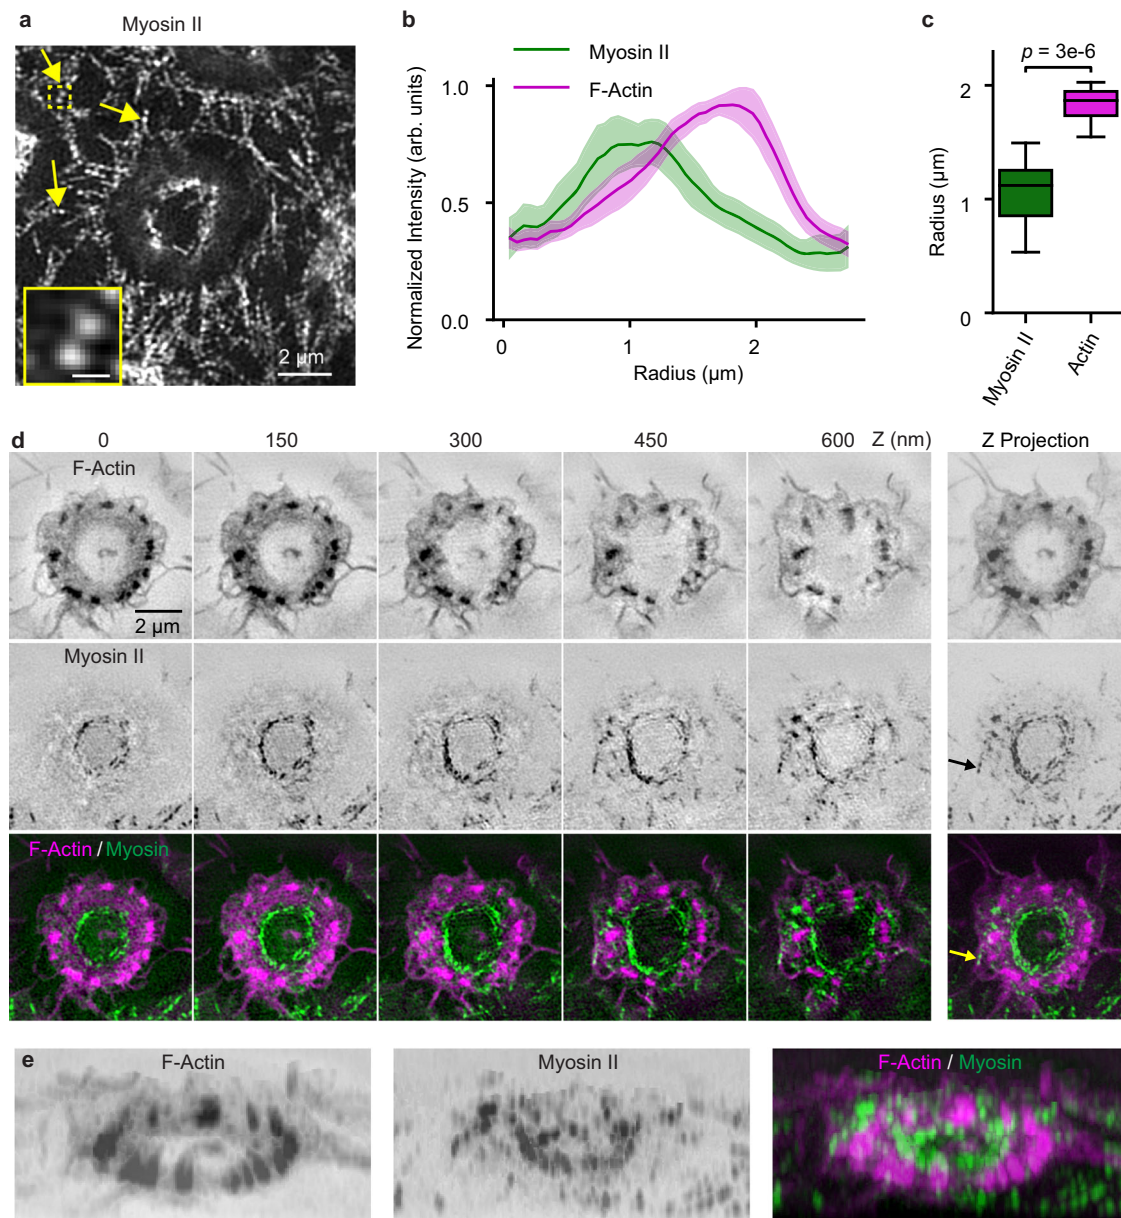 a
Myosin II
2 µm
b
Myosin II
F-Actin
Normalized Intensity (arb. units)
1.0
0.5
0.0
0
1
2
Radius (µm)
c
p = 3e-6
Radius (µm)
2
1
0
Myosin II
Actin
d
0
150
300
450
600
Z (nm)
Z Projection
F-Actin
2 µm
Myosin II
F-Actin / Myosin
e
F-Actin
Myosin II
F-Actin / Myosin